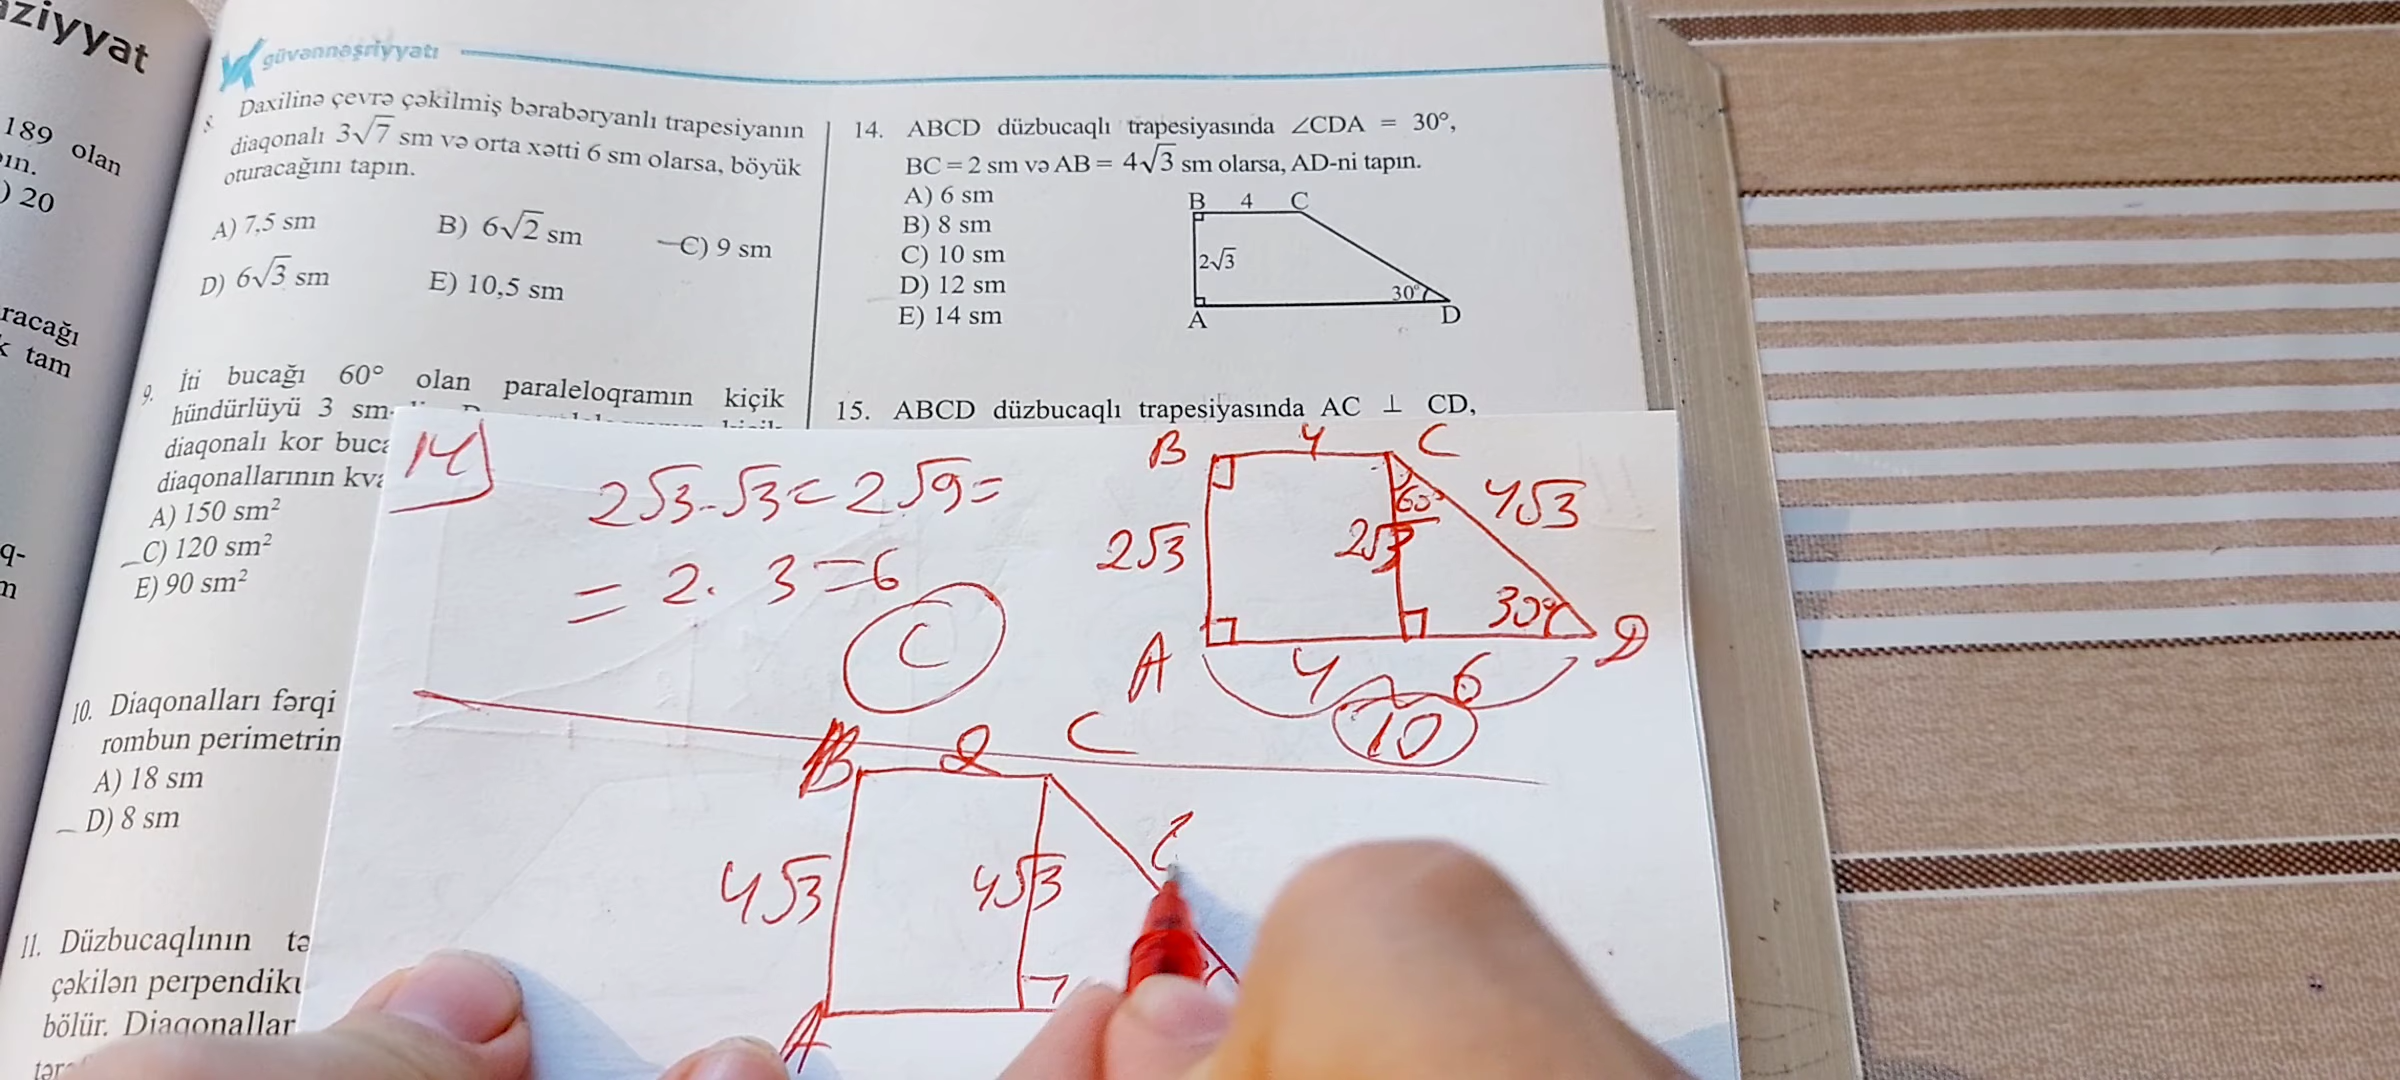 ziyyat
189 olan
ın.
) 20
racağı
k tam
q-
n
güvənnəşriyyatı
8. Daxilinə çevrə çəkilmiş bərabəryanlı trapesiyanın
diaqonalı 3√7 sm və orta xətti 6 sm olarsa, böyük
oturacağını tapın.
A) 7,5 sm B) 6√2 sm C) 9 sm
D) 6√3 sm E) 10,5 sm
9. İti bucağı 60° olan paraleloqramın kiçik
hündürlüyü 3 sm-
diaqonalı kor buc
diaqonallarının kv
A) 150 sm²
C) 120 sm²
E) 90 sm²
10. Diaqonalları fərqi
rombun perimetrin
A) 18 sm
D) 8 sm
11. Düzbucaqlının tə
çəkilən perpendiku
bölür. Diaqonallar
tərə
14. ABCD düzbucaqlı trapesiyasında ∠CDA = 30°,
BC = 2 sm və AB = 4√3 sm olarsa, AD-ni tapın.
A) 6 sm
B) 8 sm
C) 10 sm
D) 12 sm
E) 14 sm
B 4 C
2√3
30°
A D
15. ABCD düzbucaqlı trapesiyasında AC ⊥ CD,
14)
2√3·√3 = 2√9 =
= 2. 3 = 6
C
B 4 C
2√3 2√3 60° 4√3
30°
A D
4 6
10
B 2 C
4√3 4√3
A